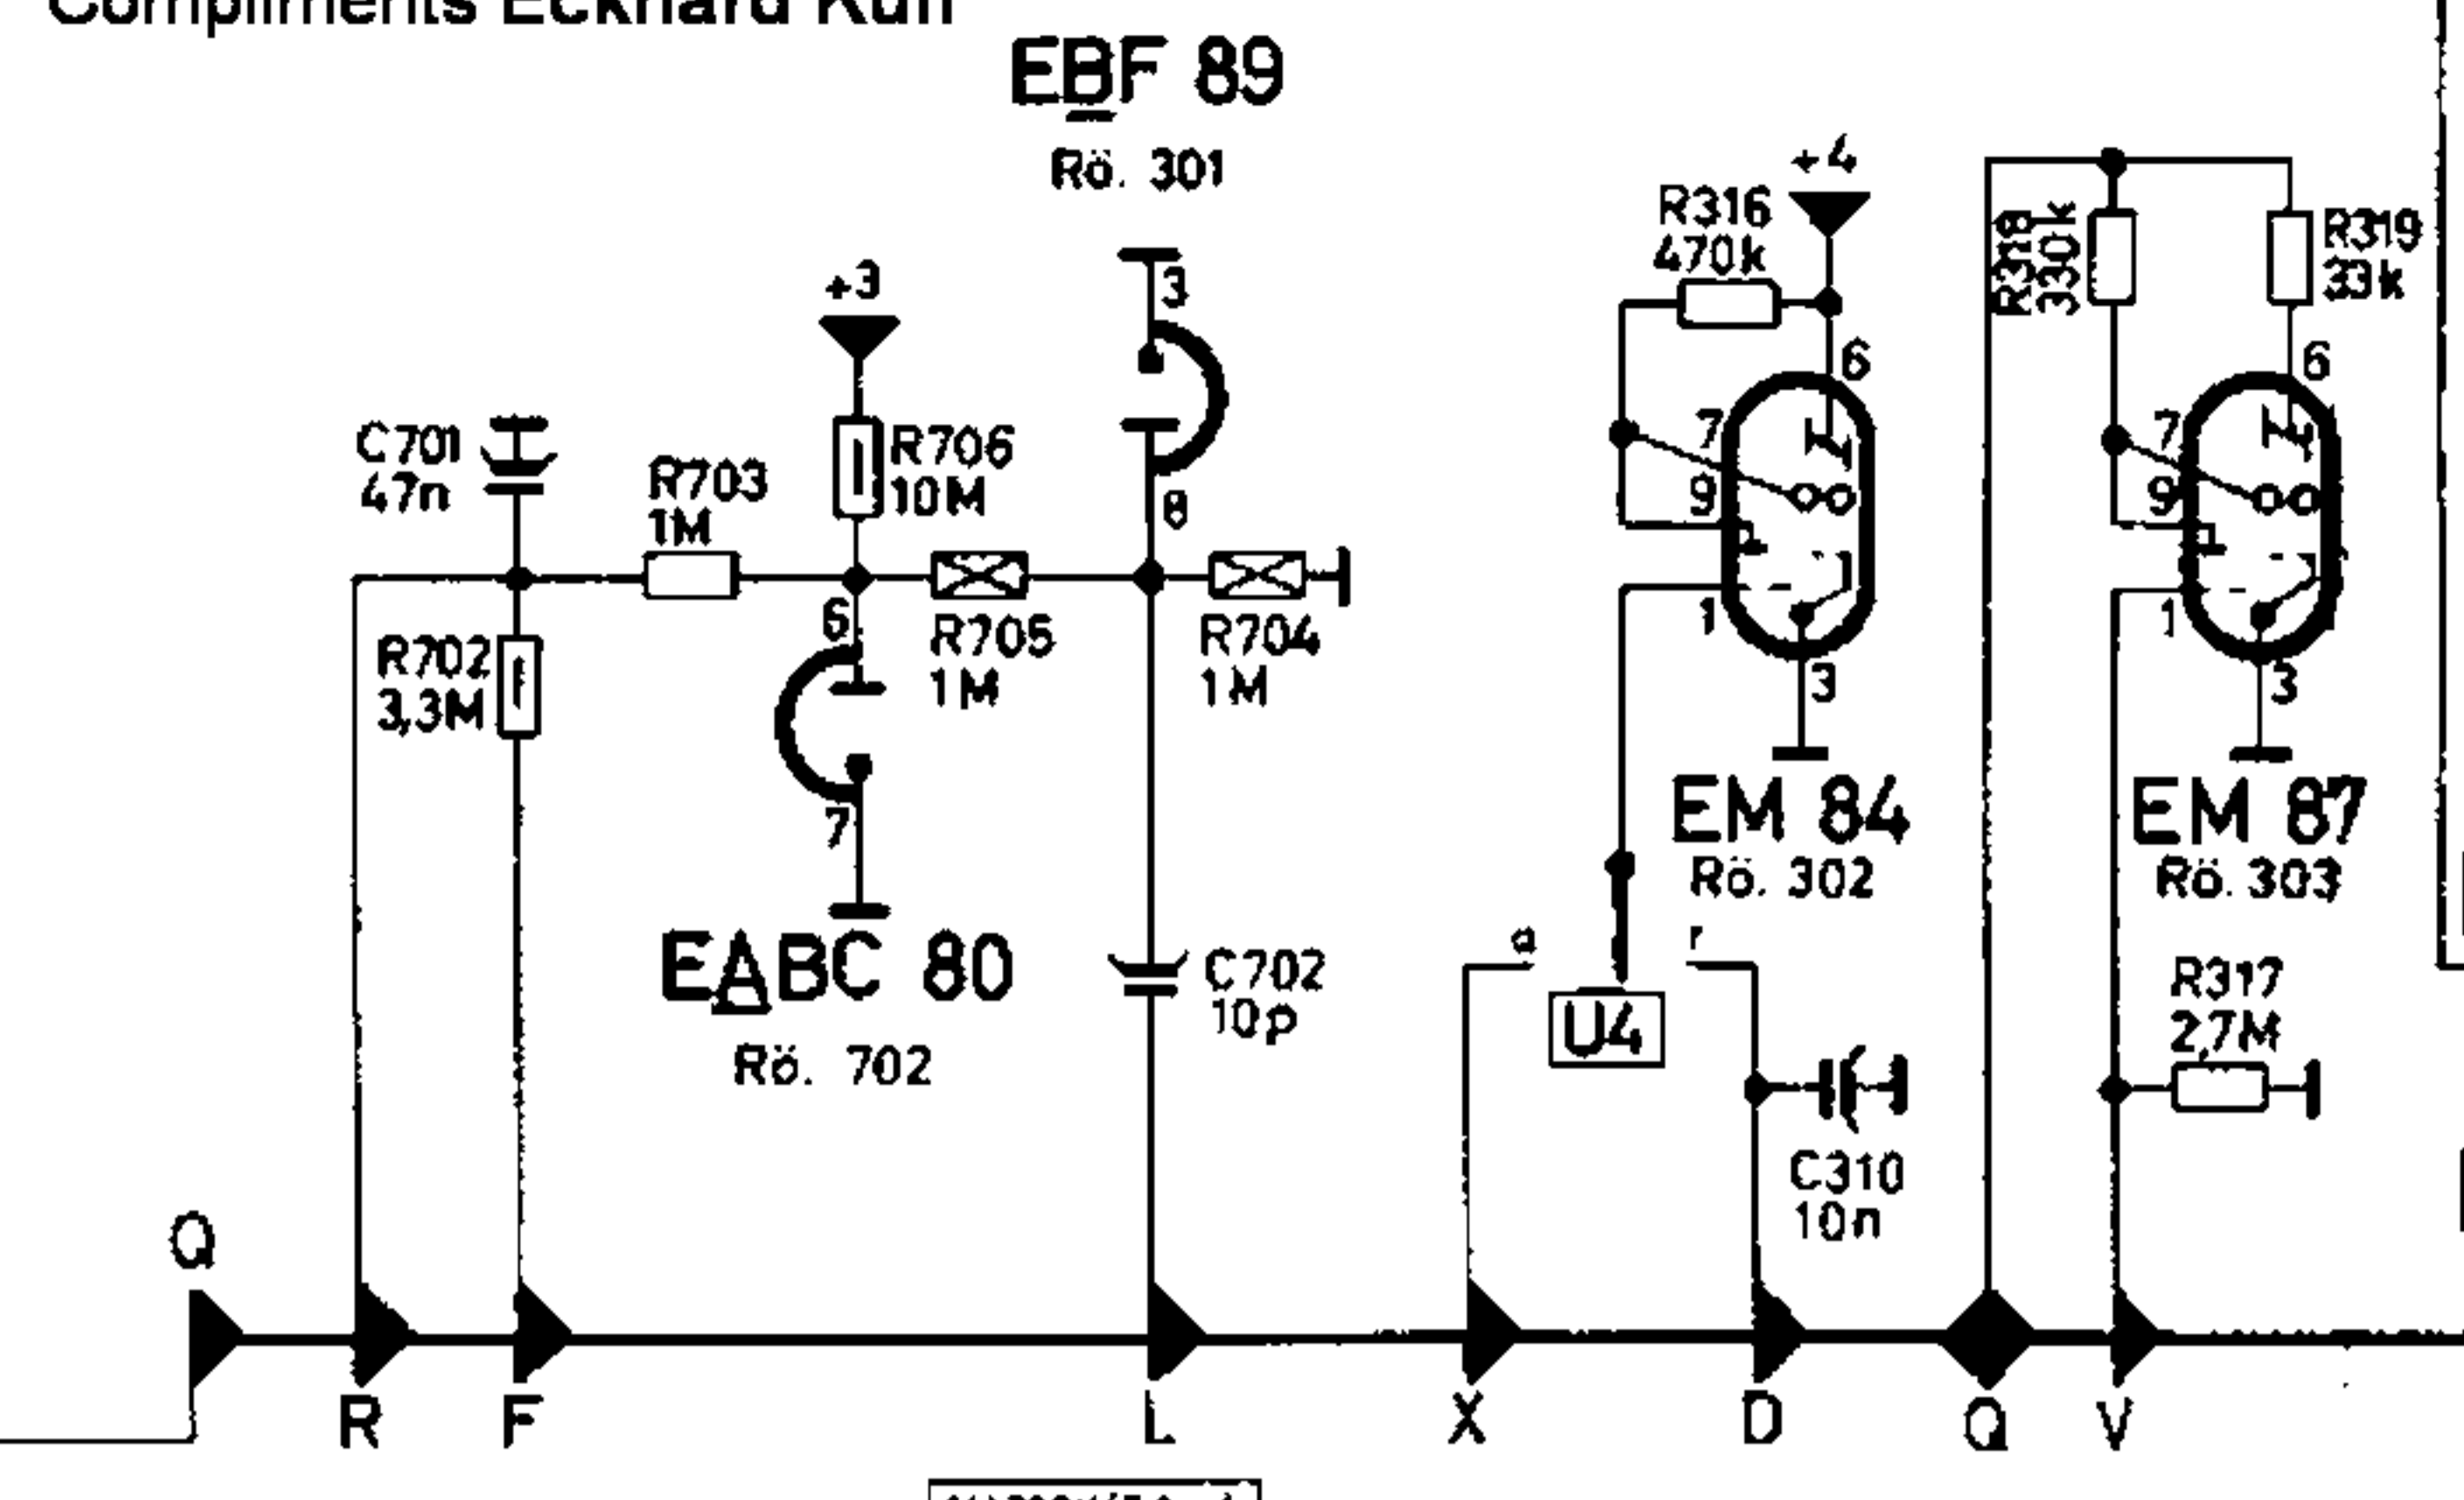 Compliments Eckhard Kull
EBF 89
Rö. 301
+4
R316
470k
R318
330k
R319
33k
+3
3
6
6
C701
47n
R703
1M
R706
10M
8
7
9
7
9
6
R705
1M
R704
1M
1
1
R702
3,3M
3
3
7
EM 84
Rö. 302
EM 87
Rö. 303
EABC 80
Rö. 702
a
r
C702
10p
U4
R317
2,7M
C310
10n
Q
R
F
L
X
D
Q
V